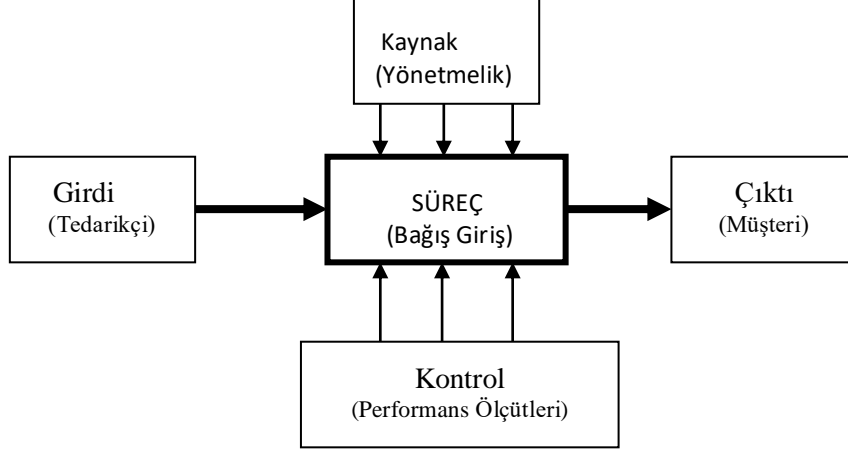 Kaynak
(Yönetmelik)
Girdi
(Tedarikçi)
SÜREÇ
(Bağış Giriş)
Çıktı
(Müşteri)
Kontrol
(Performans Ölçütleri)